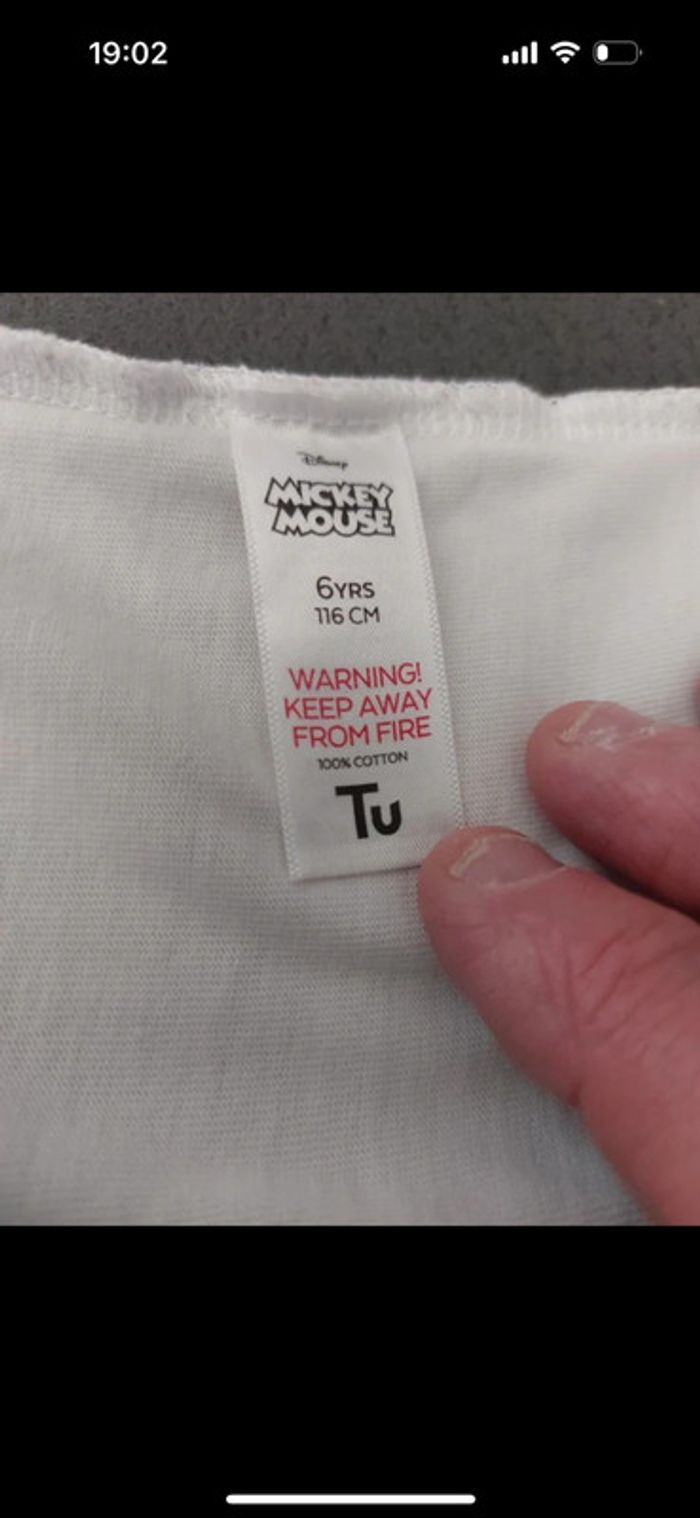 19:02
Disney
MICKEY
MOUSE
6YRS
116 CM
WARNING!
KEEP AWAY
FROM FIRE
100% COTTON
Tu